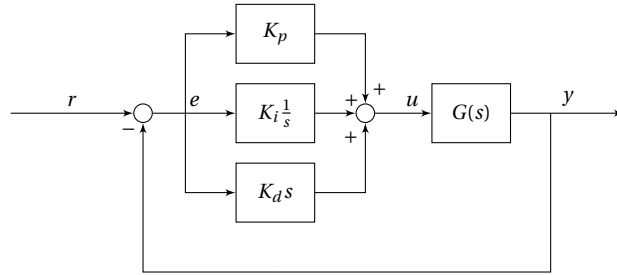 K_p
+
r
e
K_i 1/s
+
u
G(s)
y
−
+
K_d s